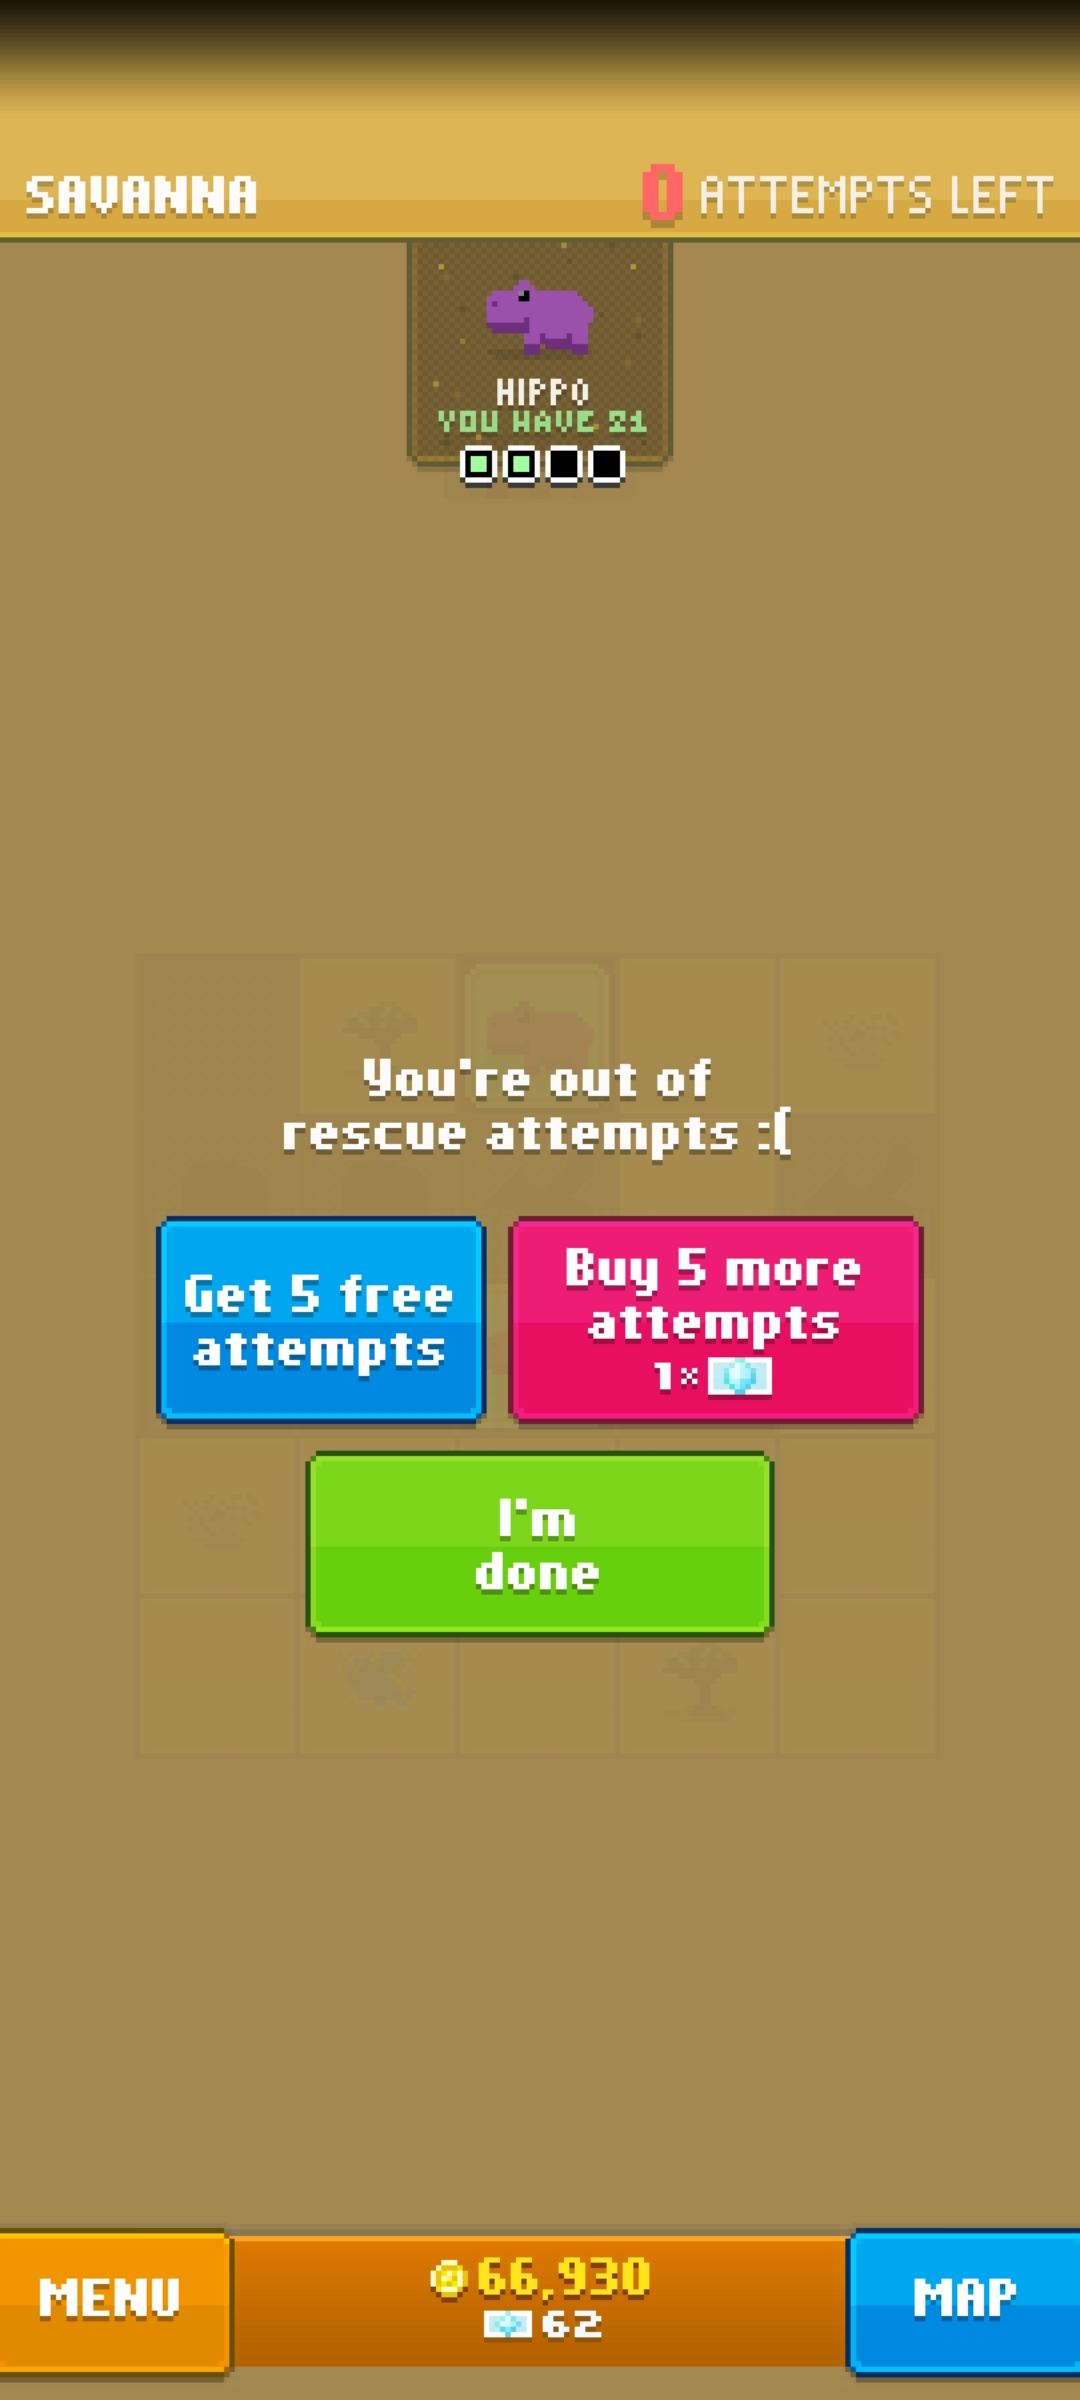 SAVANNA
0 ATTEMPTS LEFT
HIPPO
YOU HAVE 21
You're out of
rescue attempts :(
Get 5 free
attempts
Buy 5 more
attempts
1×
I'm
done
MENU
66,930
62
MAP